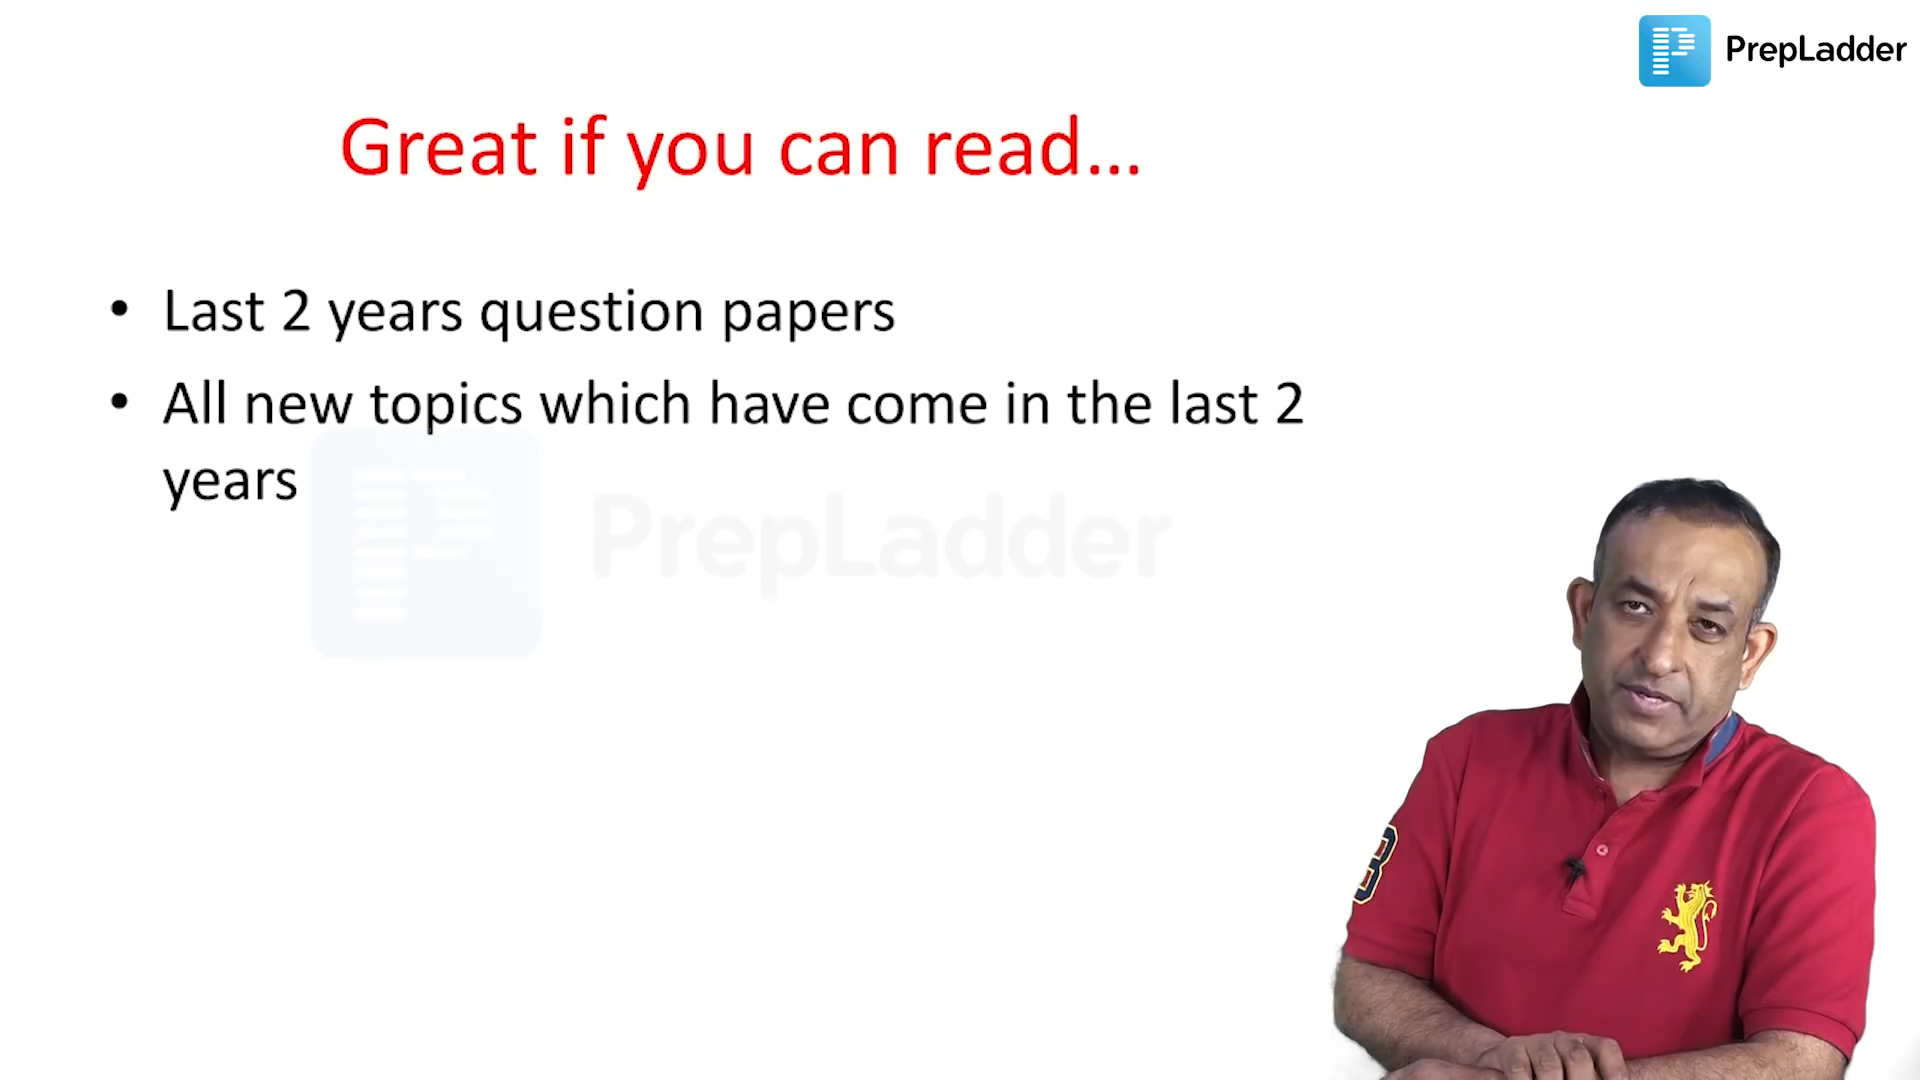 PrepLadder
Great if you can read...
• Last 2 years question papers
• All new topics which have come in the last 2
years
PrepLadder